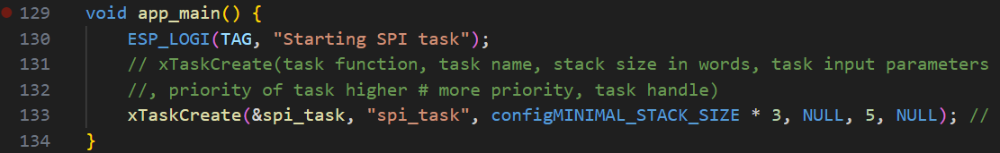 129 void app_main() {
130 ESP_LOGI(TAG, "Starting SPI task");
131 // xTaskCreate(task function, task name, stack size in words, task input parameters
132 //, priority of task higher # more priority, task handle)
133 xTaskCreate(&spi_task, "spi_task", configMINIMAL_STACK_SIZE * 3, NULL, 5, NULL); //
134 }